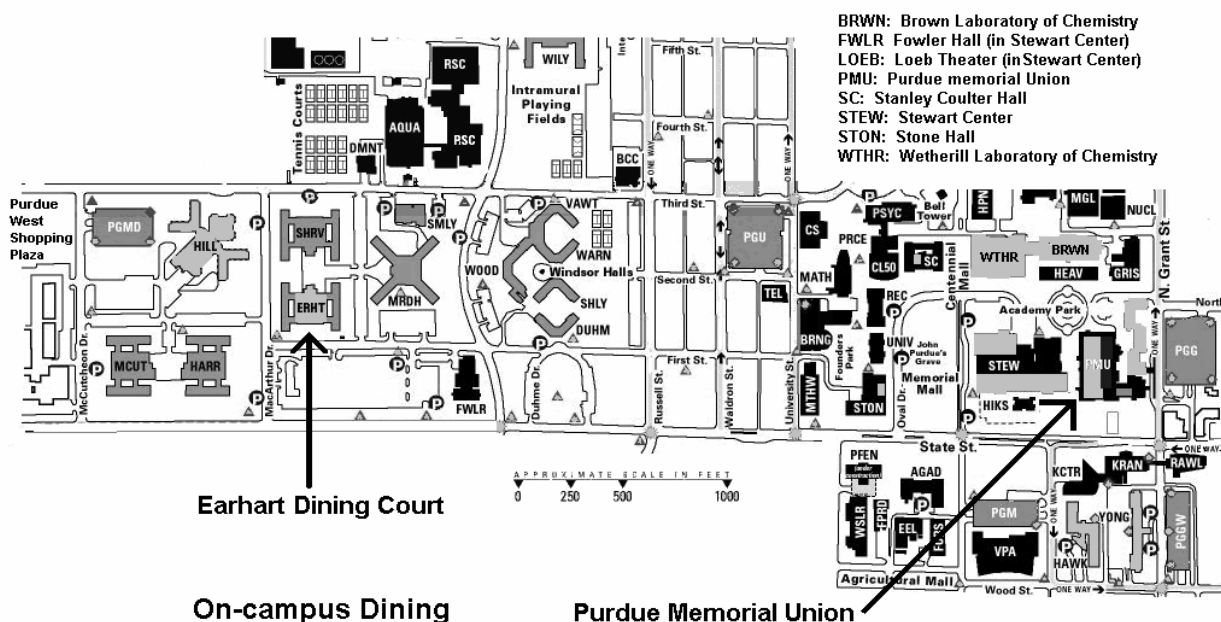 BRWN: Brown Laboratory of Chemistry
FWLR Fowler Hall (in Stewart Center)
LOEB: Loeb Theater (in Stewart Center)
PMU: Purdue memorial Union
SC: Stanley Coulter Hall
STEW: Stewart Center
STON: Stone Hall
WTHR: Wetherill Laboratory of Chemistry
Fifth St.
WILY
RSC
Tennis Courts
Intramural
Playing
Fields
AQUA
RSC
Fourth St.
DMNT
BCC
ONE WAY
ONE WAY
Purdue
West
Shopping
Plaza
PGMD
HILL
SHRV
SMLY
VAWT
Third St.
PGU
CS
PSYC
Bell
Tower
HPN
MGL
NUCL
N. Grant St.
PRCE
WOOD
WARN
Windsor Halls
CL50
SC
Centennial
Mall
WTHR
BRWN
HEAV
GRIS
MATH
MRDH
Second St.
TEL
REC
ERHT
SHLY
DUHM
Academy Park
North
McCutcheon Dr.
MCUT
HARR
MacArthur Dr.
FWLR
Duhme Dr.
First St.
Russell St.
Waldron St.
University St.
BRNG
Founders
Park
UNIV
John
Purdue's
Grave
Memorial
Mall
STEW
PMU
ONE WAY
PGG
MTHW
STON
Oval Dr.
HIKS
State St.
ONE WAY
PFEN
(under
construction)
AGAD
KCTR
KRAN
RAWL
APPROXIMATE SCALE IN FEET
0 250 500 1000
Earhart Dining Court
WSLR
FPRD
EEL
PGM
ONE WAY
YONG
PGGW
VPA
HAWK
Agricultural Mall
Wood St.
ONE WAY
On-campus Dining
Purdue Memorial Union